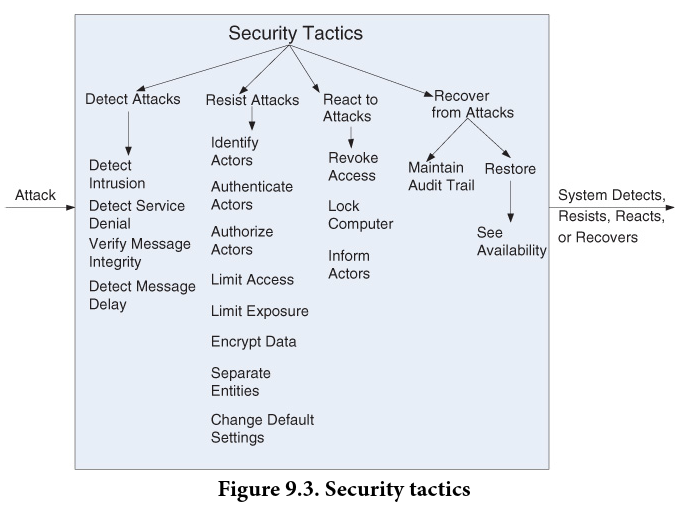 Security Tactics
Detect Attacks
Resist Attacks
React to
Attacks
Recover
from Attacks
Detect
Intrusion
Detect Service
Denial
Verify Message
Integrity
Detect Message
Delay
Identify
Actors
Authenticate
Actors
Authorize
Actors
Limit Access
Limit Exposure
Encrypt Data
Separate
Entities
Change Default
Settings
Revoke
Access
Lock
Computer
Inform
Actors
Maintain
Audit Trail
Restore
See
Availability
Attack
System Detects,
Resists, Reacts,
or Recovers
Figure 9.3. Security tactics